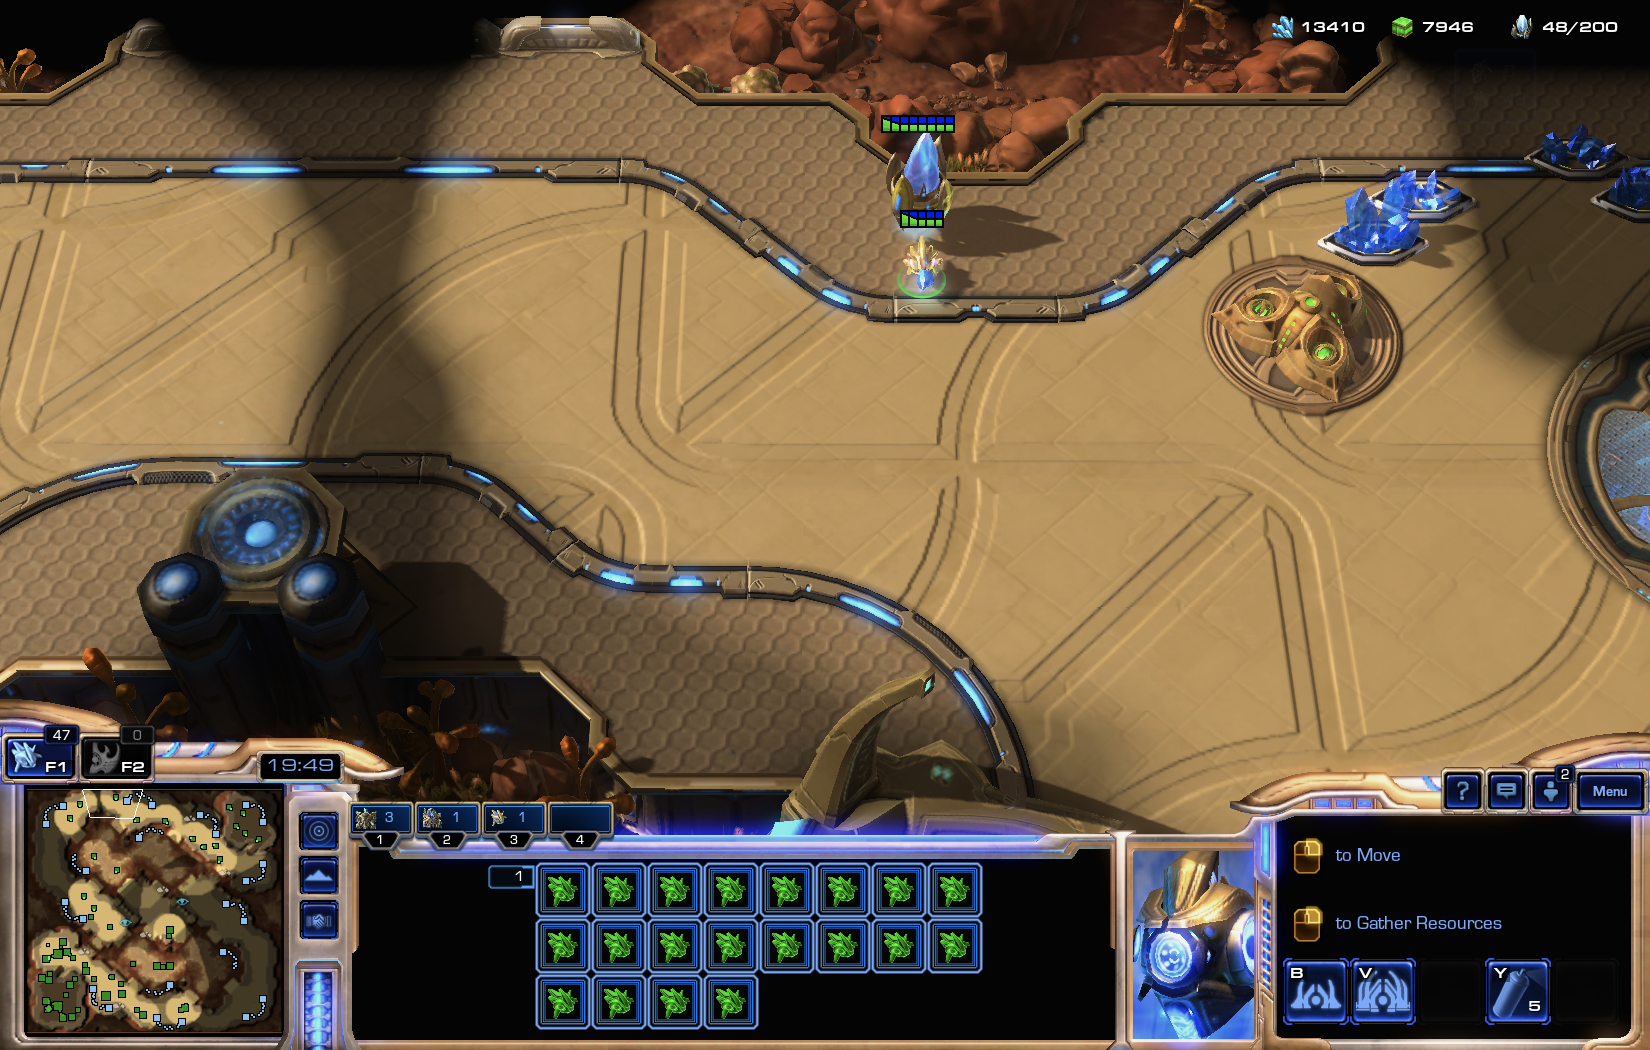 13410 7946 48/200
47 0
F1 F2
19:49
2
? Menu
3 1 1
1 2 3 4
1
to Move
to Gather Resources
B V Y
5